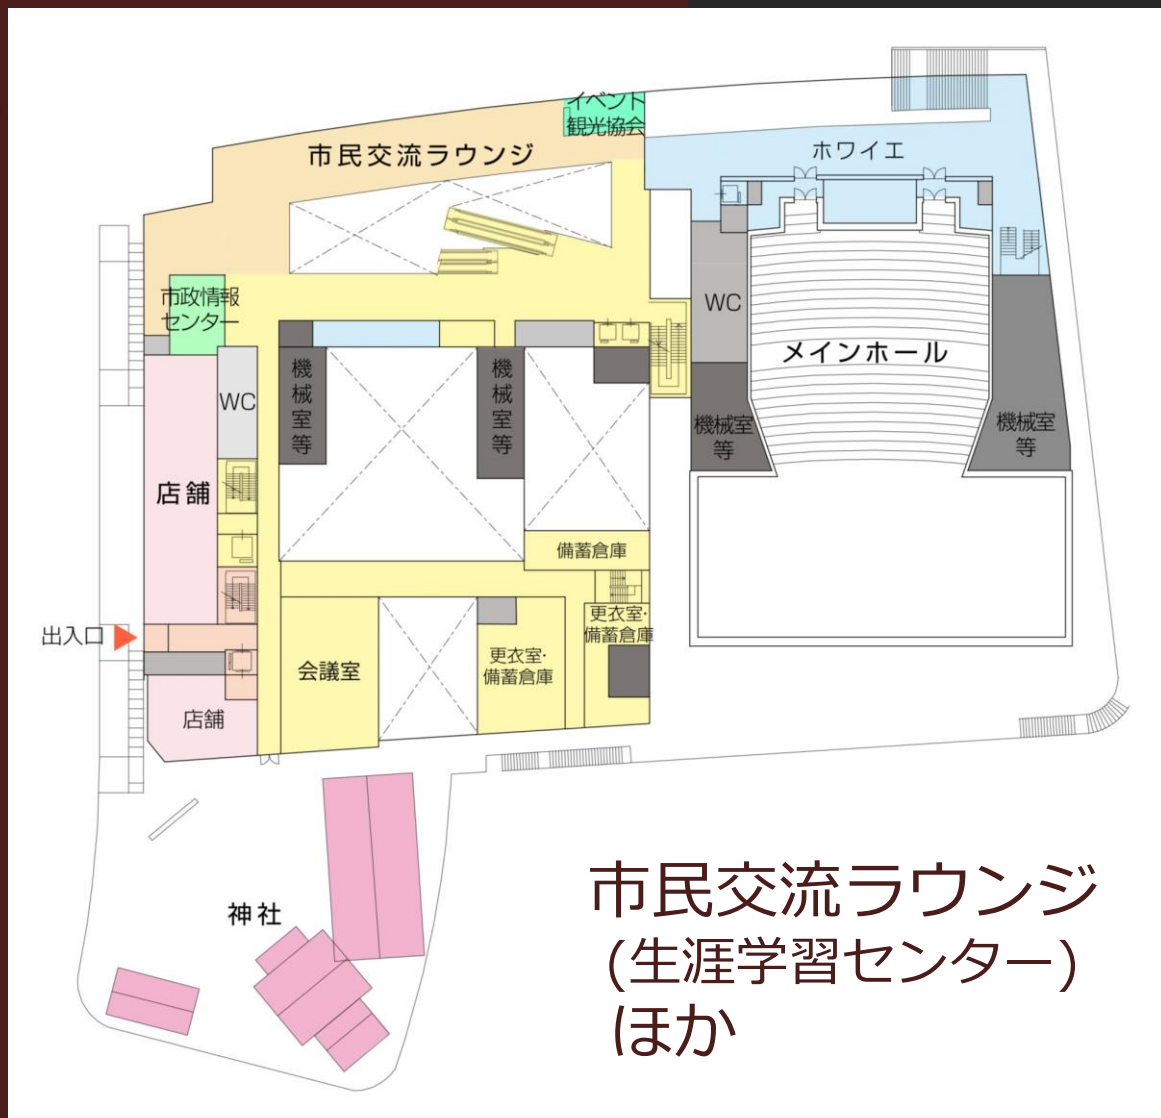 イベント
観光協会
市民交流ラウンジ
ホワイエ
市政情報
センター
WC
メインホール
機械室等
機械室等
WC
機械室
等
機械室
等
店舗
備蓄倉庫
更衣室・
備蓄倉庫
出入口
会議室
更衣室・
備蓄倉庫
店舗
神社
市民交流ラウンジ
(生涯学習センター)
ほか